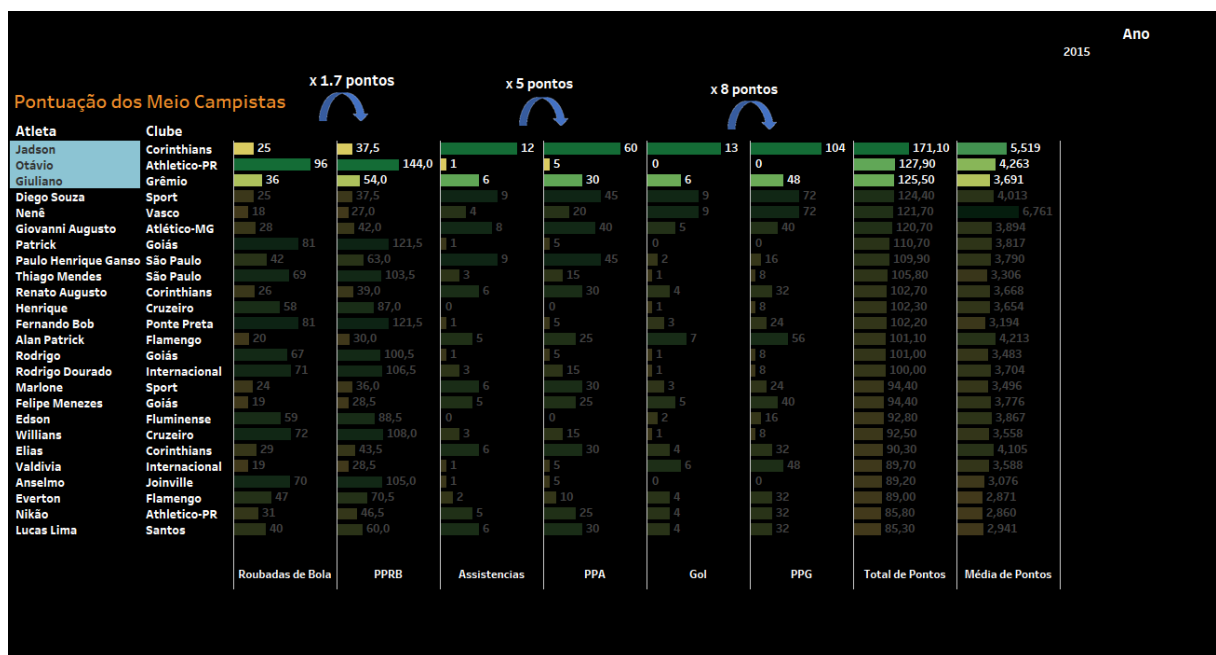 Ano
2015
x 1.7 pontos x 5 pontos x 8 pontos
Pontuação dos Meio Campistas
Atleta Clube
Jadson Corinthians 25 37,5 12 60 13 104 171,10 5,519
Otávio Athletico-PR 96 144,0 1 5 0 0 127,90 4,263
Giuliano Grêmio 36 54,0 6 30 6 48 125,50 3,691
Diego Souza Sport 25 37,5 9 45 9 72 124,40 4,013
Nenê Vasco 18 27,0 4 20 9 72 121,70 6,761
Giovanni Augusto Atlético-MG 28 42,0 8 40 5 40 120,70 3,894
Patrick Goiás 81 121,5 1 5 0 0 110,70 3,817
Paulo Henrique Ganso São Paulo 42 63,0 9 45 2 16 109,90 3,790
Thiago Mendes São Paulo 69 103,5 3 15 1 8 105,80 3,306
Renato Augusto Corinthians 26 39,0 6 30 4 32 102,70 3,668
Henrique Cruzeiro 58 87,0 0 0 1 8 102,30 3,654
Fernando Bob Ponte Preta 81 121,5 1 5 3 24 102,20 3,194
Alan Patrick Flamengo 20 30,0 5 25 7 56 101,10 4,213
Rodrigo Goiás 67 100,5 1 5 1 8 101,00 3,483
Rodrigo Dourado Internacional 71 106,5 3 15 1 8 100,00 3,704
Marlone Sport 24 36,0 6 30 3 24 94,40 3,496
Felipe Menezes Goiás 19 28,5 5 25 5 40 94,40 3,776
Edson Fluminense 59 88,5 0 0 2 16 92,80 3,867
Willians Cruzeiro 72 108,0 3 15 1 8 92,50 3,558
Elias Corinthians 29 43,5 6 30 4 32 90,30 4,105
Valdivia Internacional 19 28,5 1 5 6 48 89,70 3,588
Anselmo Joinville 70 105,0 1 5 0 0 89,20 3,076
Everton Flamengo 47 70,5 2 10 4 32 89,00 2,871
Nikão Athletico-PR 31 46,5 5 25 4 32 85,80 2,860
Lucas Lima Santos 40 60,0 6 30 4 32 85,30 2,941
Roubadas de Bola PPRB Assistencias PPA Gol PPG Total de Pontos Média de Pontos